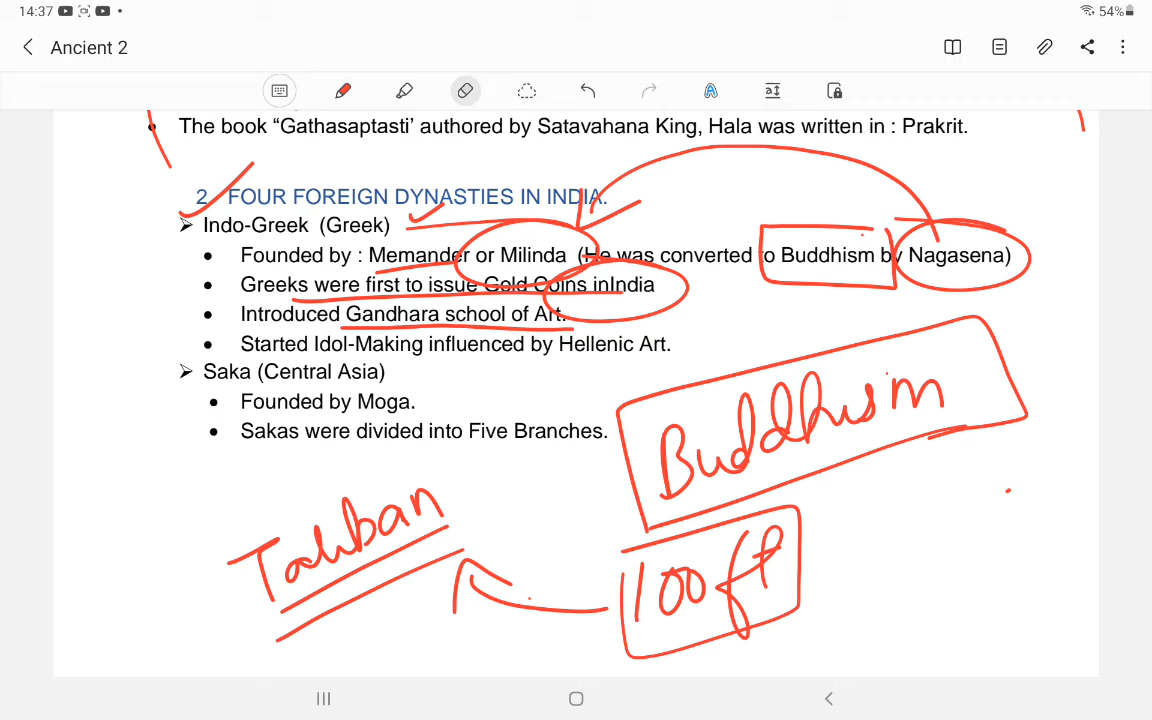 14:37
54%
Ancient 2
The book “Gathasaptasti’ authored by Satavahana King, Hala was written in : Prakrit.
2. FOUR FOREIGN DYNASTIES IN INDIA.
Indo-Greek (Greek)
Founded by : Memander or Milinda (He was converted to Buddhism by Nagasena)
Greeks were first to issue Gold Coins inIndia
Introduced Gandhara school of Art.
Started Idol-Making influenced by Hellenic Art.
Saka (Central Asia)
Founded by Moga.
Sakas were divided into Five Branches.
Buddhism
Taliban
100ft